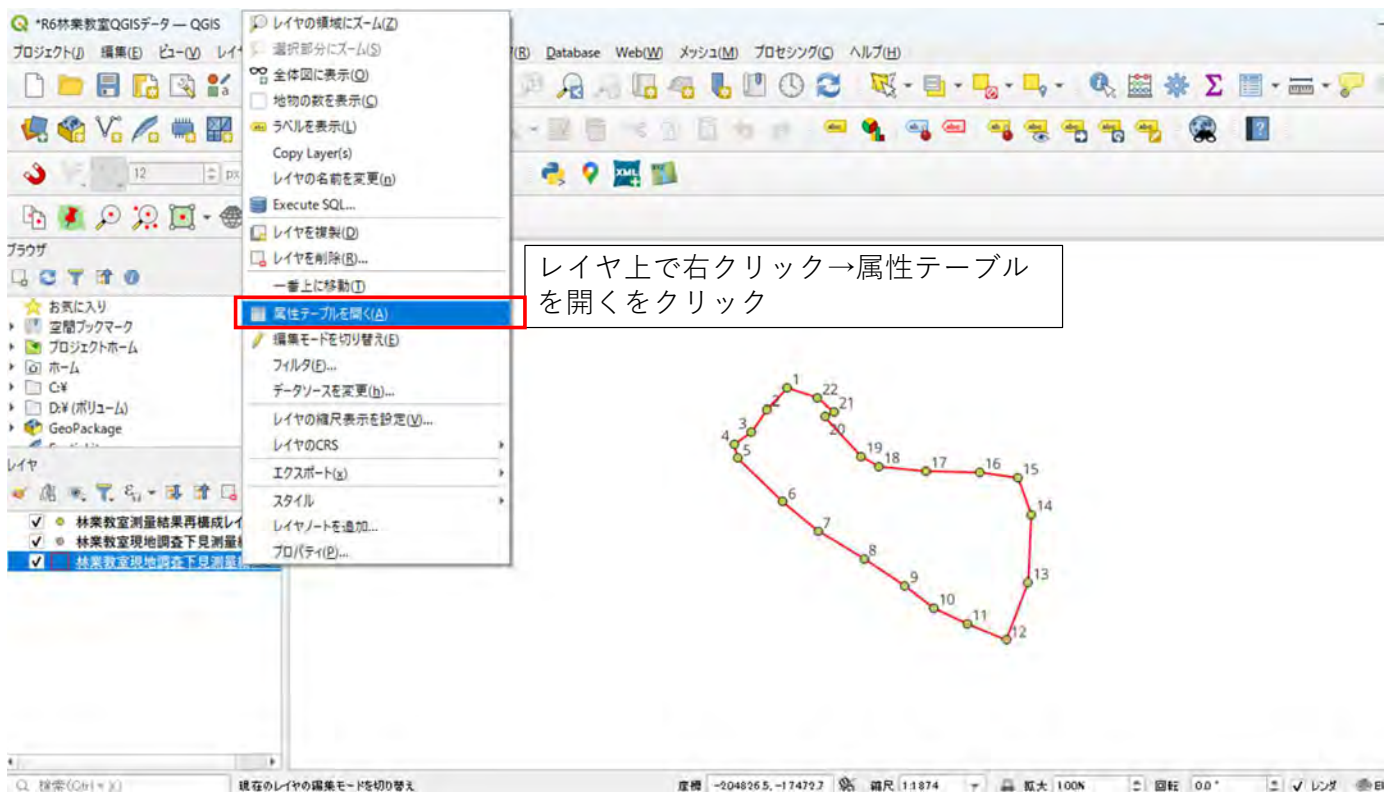 *R6林業教室QGISデータ — QGIS
プロジェクト(J) 編集(E) ビュー(V) レイヤ
(R) Database Web(W) メッシュ(M) プロセシング(C) ヘルプ(H)
レイヤの領域にズーム(Z)
選択部分にズーム(S)
全体図に表示(O)
地物の数を表示(C)
ラベルを表示(L)
Copy Layer(s)
レイヤの名前を変更(n)
Execute SQL...
レイヤを複製(D)
レイヤを削除(R)...
一番上に移動(T)
属性テーブルを開く(A)
編集モードを切り替え(E)
フィルタ(F)...
データソースを変更(h)...
レイヤの縮尺表示を設定(V)...
レイヤのCRS
エクスポート(x)
スタイル
レイヤノートを追加...
プロパティ(P)...
12 px
ブラウザ
お気に入り
空間ブックマーク
プロジェクトホーム
ホーム
C:¥
D:¥ (ボリューム)
GeoPackage
レイヤ
林業教室測量結果再構成レイ
林業教室現地調査下見測量
林業教室現地調査下見測量
レイヤ上で右クリック→属性テーブル
を開くをクリック
1
22
2
21
3
20
4
5
19
18
17
16
15
6
14
7
8
9
13
10
11
12
検索(Ctrl + K)
現在のレイヤの編集モードを切り替え
座標 -204826.5,-17472.7
縮尺 1:1874
拡大 100%
回転 0.0 °
レンダ